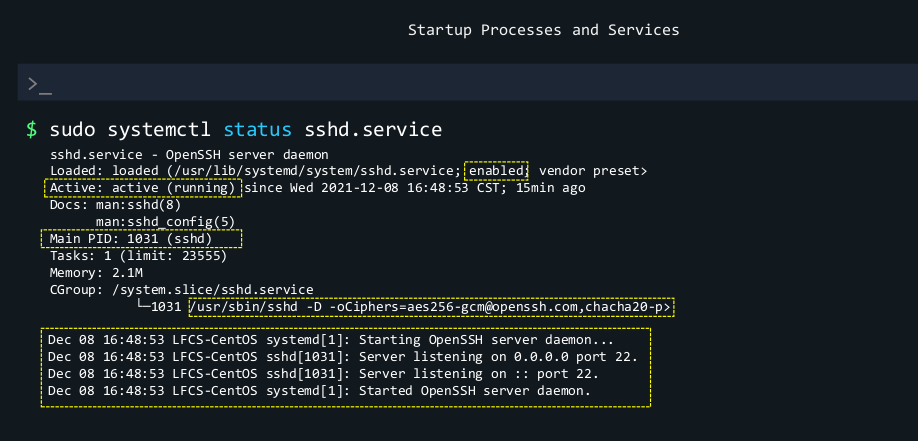 Startup Processes and Services
>_
$ sudo systemctl status sshd.service
sshd.service - OpenSSH server daemon
Loaded: loaded (/usr/lib/systemd/system/sshd.service; enabled; vendor preset>
Active: active (running) since Wed 2021-12-08 16:48:53 CST; 15min ago
Docs: man:sshd(8)
man:sshd_config(5)
Main PID: 1031 (sshd)
Tasks: 1 (limit: 23555)
Memory: 2.1M
CGroup: /system.slice/sshd.service
└─1031 /usr/sbin/sshd -D -oCiphers=aes256-gcm@openssh.com,chacha20-p>
Dec 08 16:48:53 LFCS-CentOS systemd[1]: Starting OpenSSH server daemon...
Dec 08 16:48:53 LFCS-CentOS sshd[1031]: Server listening on 0.0.0.0 port 22.
Dec 08 16:48:53 LFCS-CentOS sshd[1031]: Server listening on :: port 22.
Dec 08 16:48:53 LFCS-CentOS systemd[1]: Started OpenSSH server daemon.